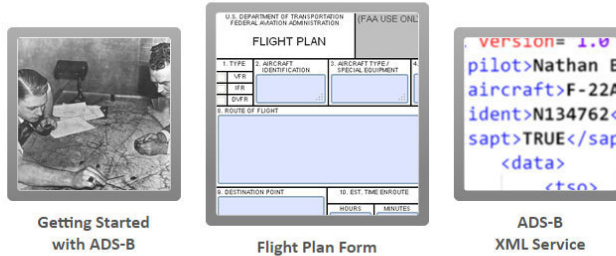 U.S. DEPARTMENT OF TRANSPORTATION
FEDERAL AVIATION ADMINISTRATION
(FAA USE ONL
FLIGHT PLAN
1. TYPE
VFR
IFR
DVFR
2. AIRCRAFT
IDENTIFICATION
3. AIRCRAFT TYPE /
SPECIAL EQUIPMENT
4.
8. ROUTE OF FLIGHT
9. DESTINATION POINT
10. EST. TIME ENROUTE
HOURS
MINUTES
version= 1.0
pilot>Nathan
aircraft>F-22A
ident>N134762<
sapt>TRUE</sap
<data>
<tso>
Getting Started
with ADS-B
Flight Plan Form
ADS-B
XML Service